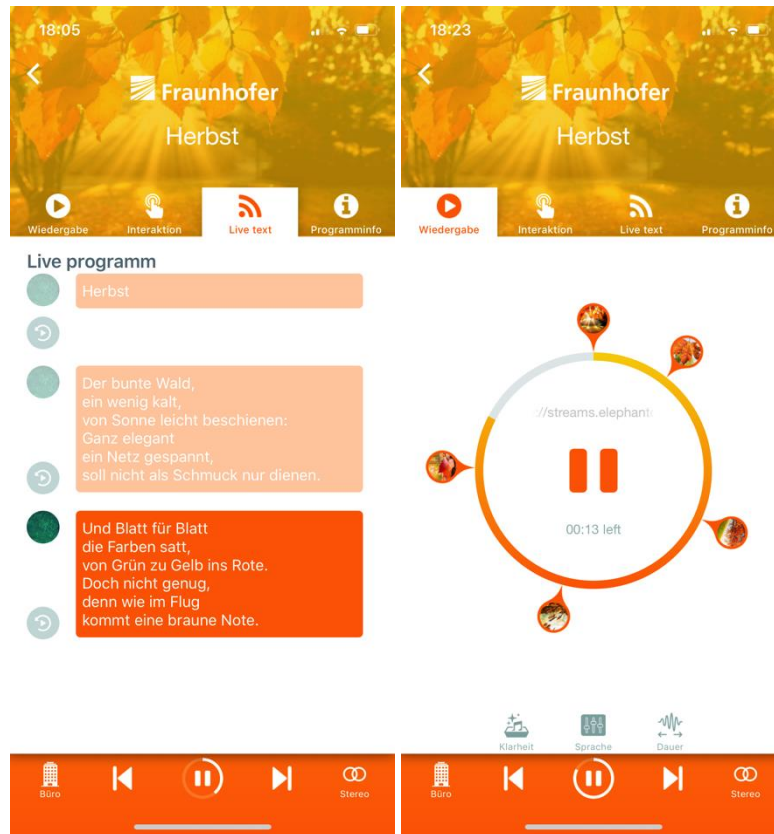 18:05
Fraunhofer
Herbst
Wiedergabe
Interaktion
Live text
Programminfo
Live programm
Herbst
Der bunte Wald,
ein wenig kalt,
von Sonne leicht beschienen:
Ganz elegant
ein Netz gespannt,
soll nicht als Schmuck nur dienen.
Und Blatt für Blatt
die Farben satt,
von Grün zu Gelb ins Rote.
Doch nicht genug,
denn wie im Flug
kommt eine braune Note.
Büro
Stereo
18:23
Fraunhofer
Herbst
Wiedergabe
Interaktion
Live text
Programminfo
://streams.elephant
00:13 left
Klarheit
Sprache
Dauer
Büro
Stereo